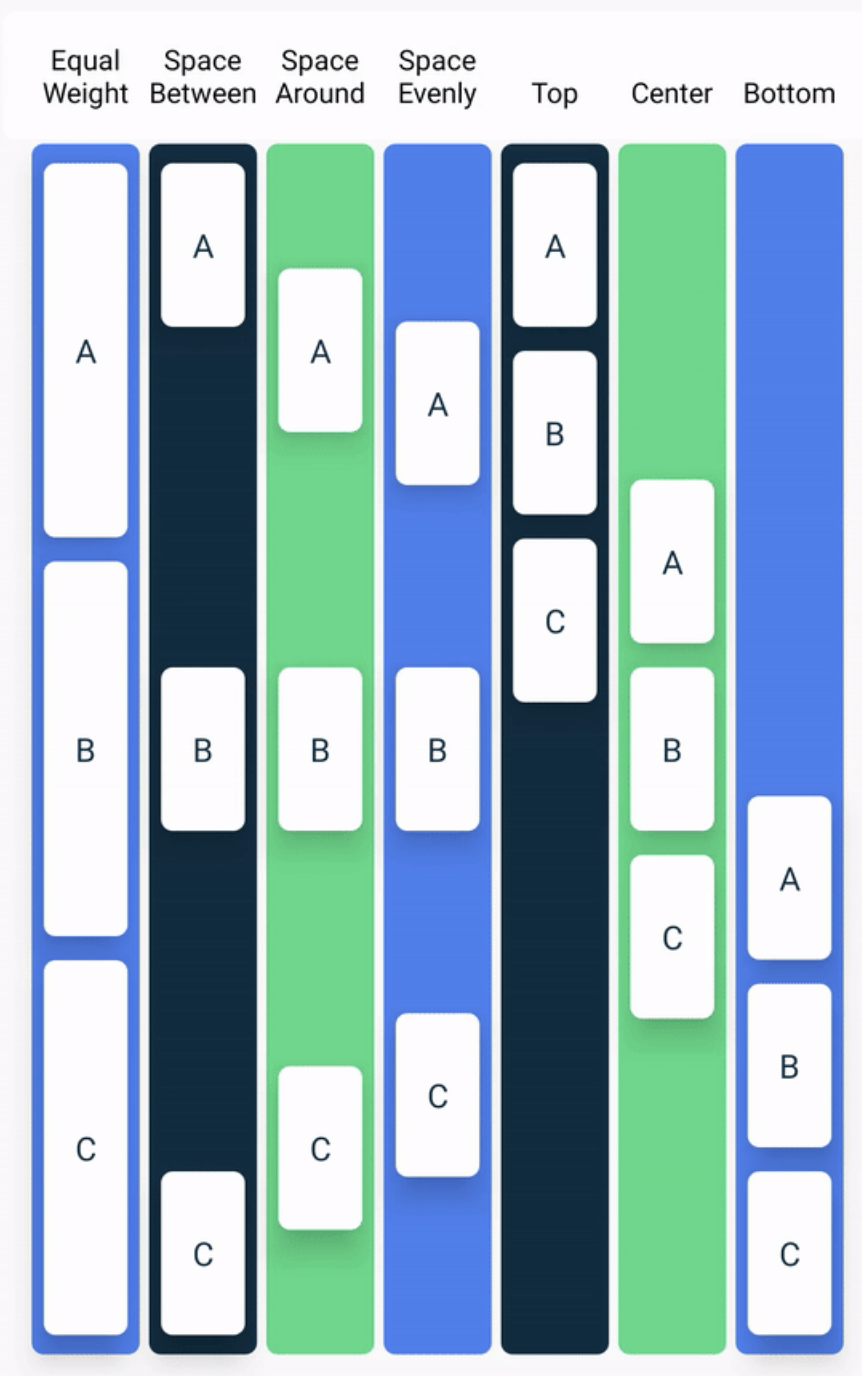 Equal Weight
Space Between
Space Around
Space Evenly
Top
Center
Bottom
A
B
C
A
B
C
A
B
C
A
B
C
A
B
C
A
B
C
A
B
C